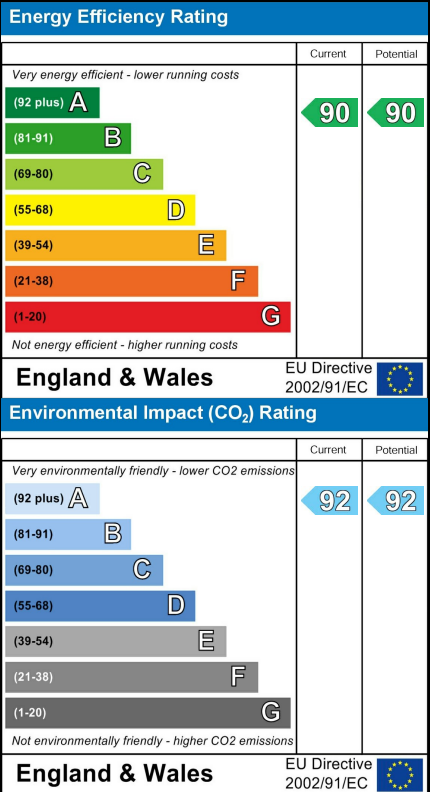 Energy Efficiency Rating
Current Potential
Very energy efficient - lower running costs
(92 plus) A
90 90
(81-91) B
(69-80) C
(55-68) D
(39-54) E
(21-38) F
(1-20) G
Not energy efficient - higher running costs
England & Wales
EU Directive
2002/91/EC
Environmental Impact (CO₂) Rating
Current Potential
Very environmentally friendly - lower CO2 emissions
(92 plus) A
92 92
(81-91) B
(69-80) C
(55-68) D
(39-54) E
(21-38) F
(1-20) G
Not environmentally friendly - higher CO2 emissions
England & Wales
EU Directive
2002/91/EC